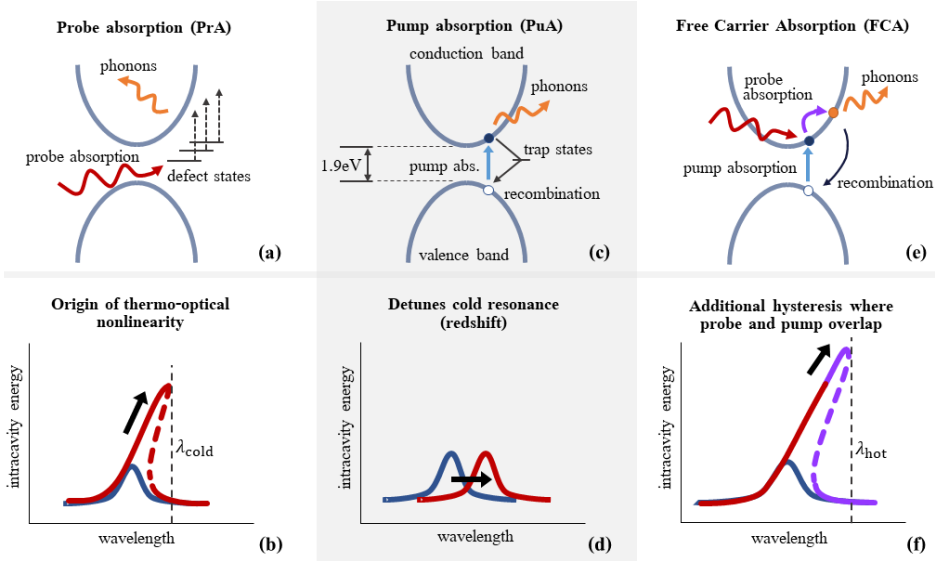 Probe absorption (PrA)
phonons
probe absorption
defect states
(a)
Pump absorption (PuA)
conduction band
phonons
1.9eV
pump abs.
trap states
recombination
valence band
(c)
Free Carrier Absorption (FCA)
probe
absorption
phonons
pump absorption
recombination
(e)
Origin of thermo-optical
nonlinearity
intracavity energy
λcold
wavelength
(b)
Detunes cold resonance
(redshift)
intracavity energy
wavelength
(d)
Additional hysteresis where
probe and pump overlap
intracavity energy
λhot
wavelength
(f)